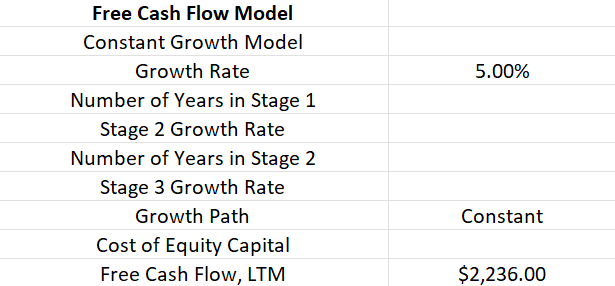 Free Cash Flow Model
Constant Growth Model
Growth Rate 5.00%
Number of Years in Stage 1
Stage 2 Growth Rate
Number of Years in Stage 2
Stage 3 Growth Rate
Growth Path Constant
Cost of Equity Capital
Free Cash Flow, LTM $2,236.00